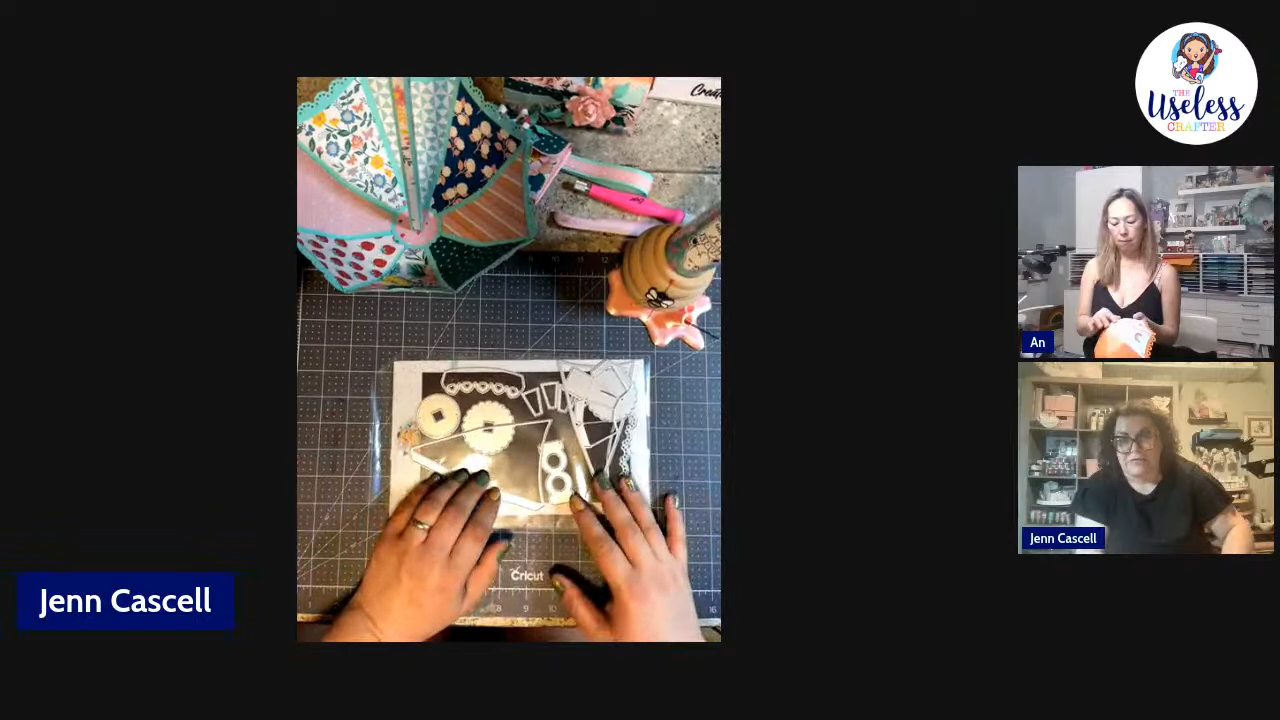 THE
Useless
CRAFTER
An
Jenn Cascell
Jenn Cascell
Cricut